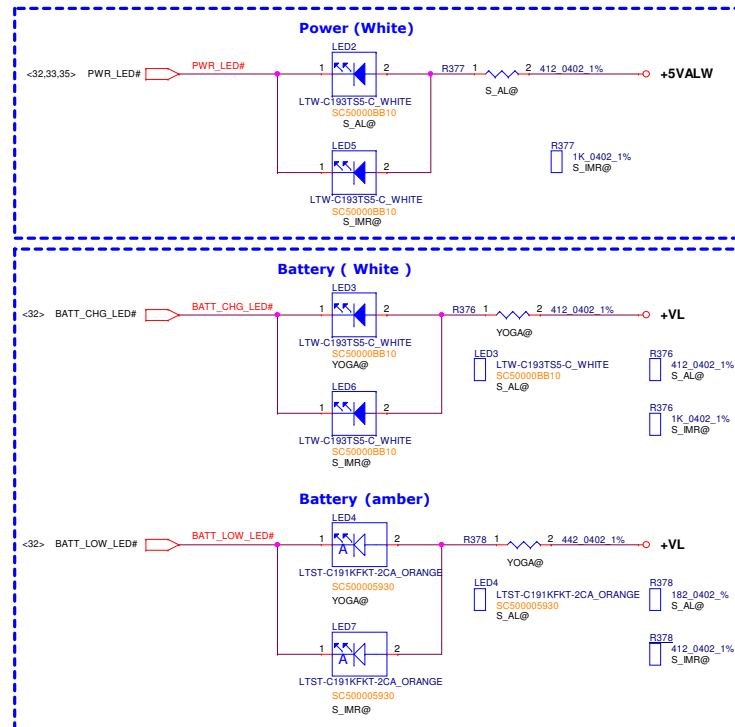 Power (White)
LED2
<32,33,35> PWR_LED# PWR_LED# 1 2 R377 1 2 412_0402_1% +5VALW
S_AL@
LTW-C193TS5-C_WHITE
SC50000BB10
S_AL@
LED5
R377
1K_0402_1%
S_IMR@
1 2
LTW-C193TS5-C_WHITE
SC50000BB10
S_IMR@
Battery ( White )
LED3
<32> BATT_CHG_LED# BATT_CHG_LED# 1 2 R376 1 2 412_0402_1% +VL
YOGA@
LTW-C193TS5-C_WHITE
SC50000BB10
YOGA@
LED3
LTW-C193TS5-C_WHITE
SC50000BB10
S_AL@
R376
412_0402_1%
S_AL@
LED6
1 2
LTW-C193TS5-C_WHITE
SC50000BB10
S_IMR@
R376
1K_0402_1%
S_IMR@
Battery (amber)
LED4
<32> BATT_LOW_LED# BATT_LOW_LED# 1 A 2 R378 1 2 442_0402_1% +VL
YOGA@
LTST-C191KFKT-2CA_ORANGE
SC500005930
YOGA@
LED4
LTST-C191KFKT-2CA_ORANGE
SC500005930
S_AL@
R378
182_0402_%
S_AL@
LED7
1 A 2
LTST-C191KFKT-2CA_ORANGE
SC500005930
S_IMR@
R378
412_0402_1%
S_IMR@